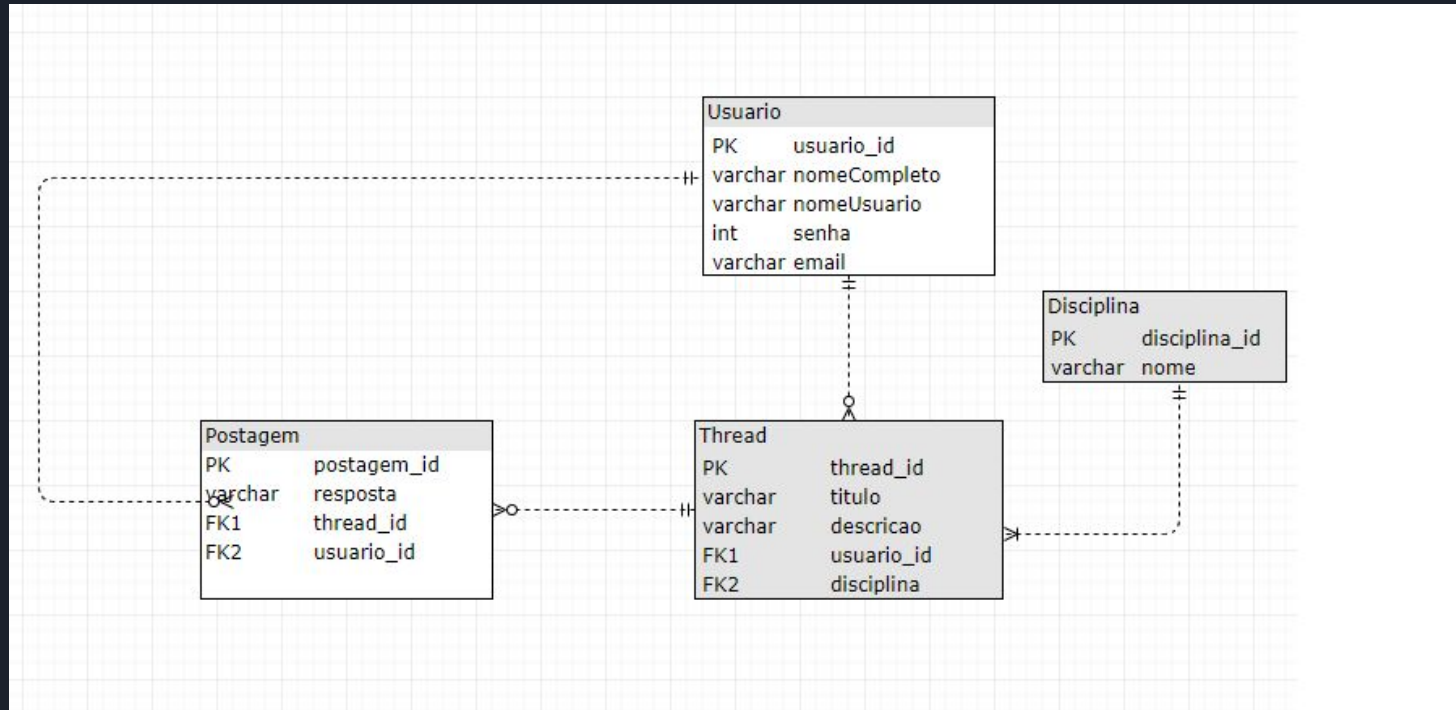 Usuario
PK usuario_id
varchar nomeCompleto
varchar nomeUsuario
int senha
varchar email
Disciplina
PK disciplina_id
varchar nome
Postagem
PK postagem_id
varchar resposta
FK1 thread_id
FK2 usuario_id
Thread
PK thread_id
varchar titulo
varchar descricao
FK1 usuario_id
FK2 disciplina